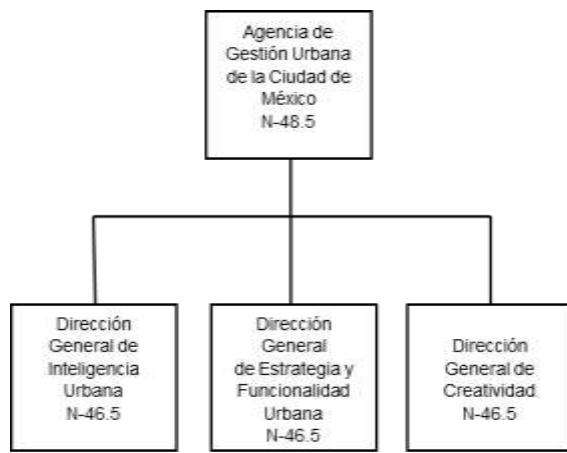 Agencia de
Gestión Urbana
de la Ciudad de
México
N-48.5
Dirección
General de
Inteligencia
Urbana
N-46.5
Dirección
General
de Estrategia y
Funcionalidad
Urbana
N-46.5
Dirección
General de
Creatividad
N-46.5